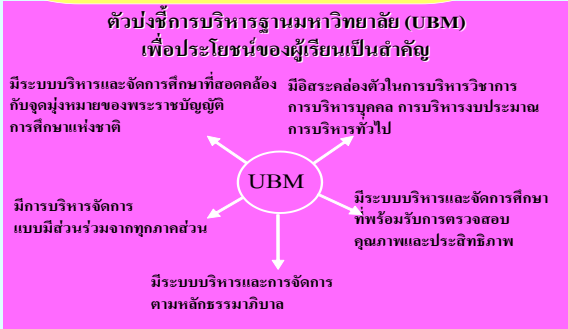 ตัวบ่งชี้การบริหารฐานมหาวิทยาลัย (UBM)
เพื่อประโยชน์ของผู้เรียนเป็นสำคัญ
มีระบบบริหารและจัดการศึกษาที่สอดคล้อง
กับจุดมุ่งหมายของพระราชบัญญัติ
การศึกษาแห่งชาติ
มีอิสระคล่องตัวในการบริหารวิชาการ
การบริหารบุคคล การบริหารงบประมาณ
การบริหารทั่วไป
UBM
มีการบริหารจัดการ
แบบมีส่วนร่วมจากทุกภาคส่วน
มีระบบบริหารและจัดการศึกษา
ที่พร้อมรับการตรวจสอบ
คุณภาพและประสิทธิภาพ
มีระบบบริหารและการจัดการ
ตามหลักธรรมาภิบาล